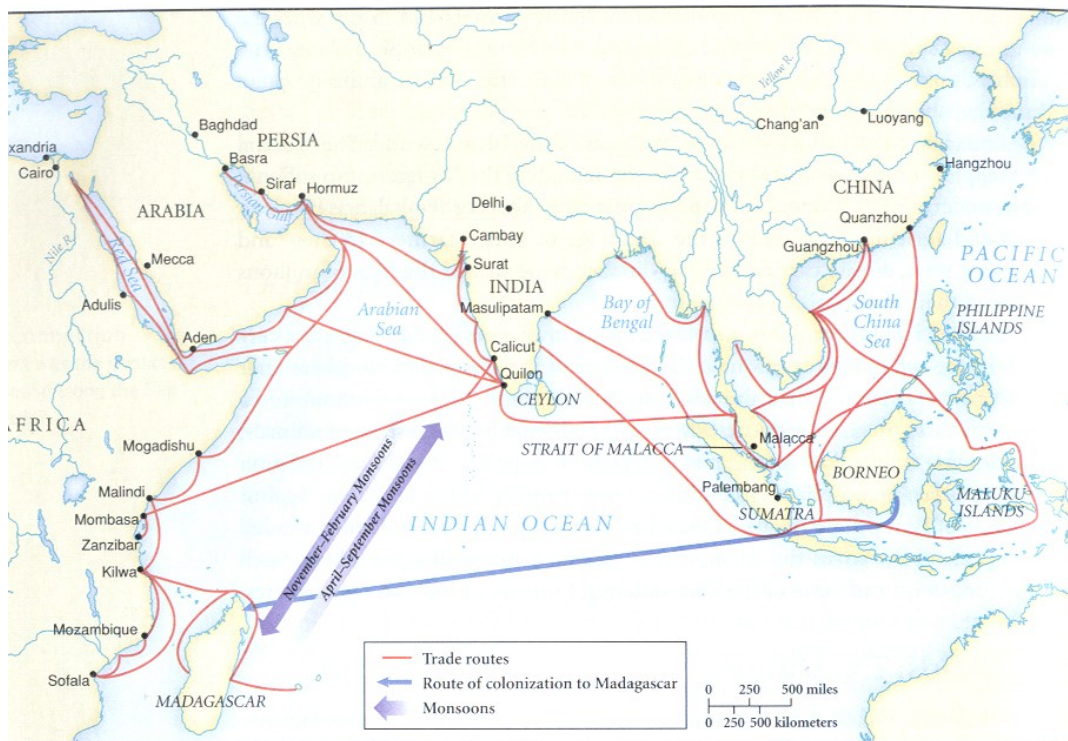 Yellow R.
Luoyang
Chang'an
Baghdad
xandria
PERSIA
Hangzhou
Cairo
Basra
Siraf
Hormuz
CHINA
Persian Gulf
Delhi
Quanzhou
ARABIA
Cambay
Guangzhou
Nile R.
Red Sea
PACIFIC
OCEAN
Mecca
Surat
INDIA
Adulis
Masulipatam
Arabian
Sea
Bay of
Bengal
South
China
Sea
PHILIPPINE
ISLANDS
Aden
Calicut
Quilon
CEYLON
AFRICA
Mogadishu
STRAIT OF MALACCA
Malacca
BORNEO
Malindi
Palembang
SUMATRA
MALUKU
ISLANDS
Mombasa
INDIAN OCEAN
Zanzibar
November–February Monsoons
April–September Monsoons
Kilwa
Mozambique
Sofala
MADAGASCAR
Trade routes
Route of colonization to Madagascar
Monsoons
0 250 500 miles
0 250 500 kilometers